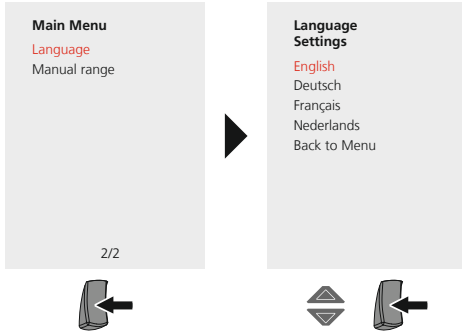 Main Menu
Language
Manual range
2/2
Language
Settings
English
Deutsch
Français
Nederlands
Back to Menu